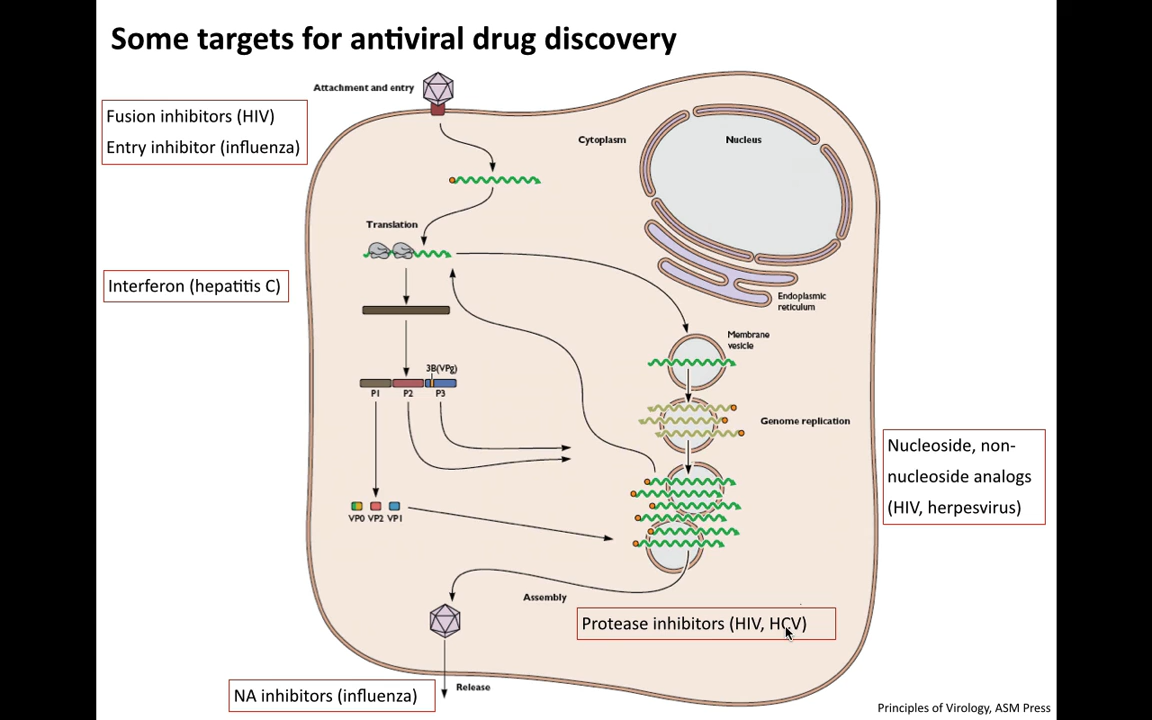 Some targets for antiviral drug discovery
Attachment and entry
Fusion inhibitors (HIV)
Entry inhibitor (influenza)
Cytoplasm
Nucleus
Translation
Interferon (hepatitis C)
Endoplasmic
reticulum
Membrane
vesicle
3B(VPg)
P1 P2 P3
Genome replication
Nucleoside, non-
nucleoside analogs
(HIV, herpesvirus)
VP0 VP2 VP1
Assembly
Protease inhibitors (HIV, HCV)
Release
NA inhibitors (influenza)
Principles of Virology, ASM Press